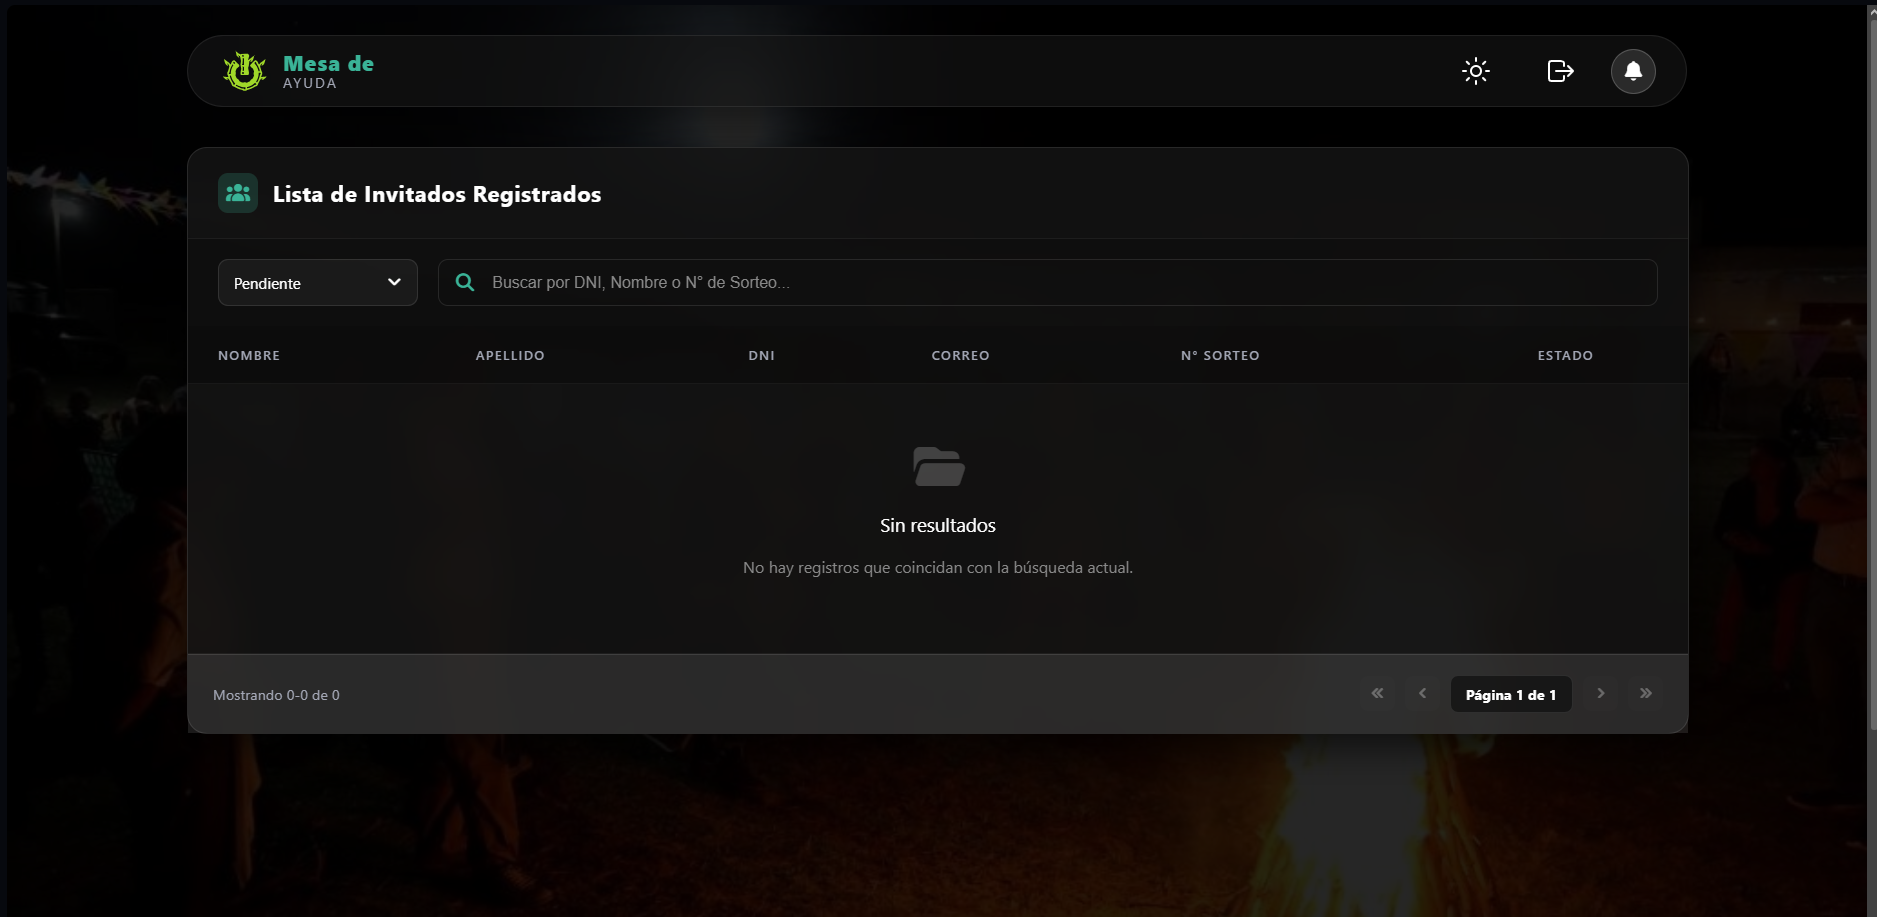 Mesa de
AYUDA
Lista de Invitados Registrados
Pendiente
Buscar por DNI, Nombre o N° de Sorteo...
NOMBRE APELLIDO DNI CORREO N° SORTEO ESTADO
Sin resultados
No hay registros que coincidan con la búsqueda actual.
Mostrando 0-0 de 0
Página 1 de 1